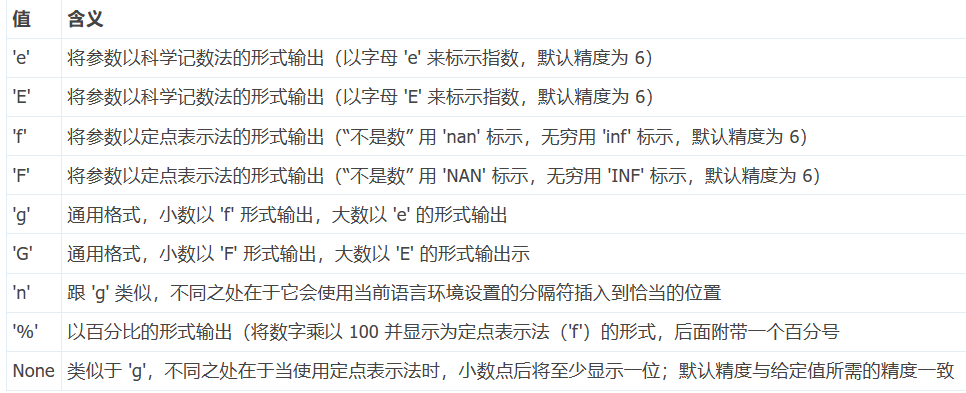 值 含义
'e' 将参数以科学记数法的形式输出（以字母 'e' 来标示指数，默认精度为 6）
'E' 将参数以科学记数法的形式输出（以字母 'E' 来标示指数，默认精度为 6）
'f' 将参数以定点表示法的形式输出（“不是数” 用 'nan' 标示，无穷用 'inf' 标示，默认精度为 6）
'F' 将参数以定点表示法的形式输出（“不是数” 用 'NAN' 标示，无穷用 'INF' 标示，默认精度为 6）
'g' 通用格式，小数以 'f' 形式输出，大数以 'e' 的形式输出
'G' 通用格式，小数以 'F' 形式输出，大数以 'E' 的形式输出示
'n' 跟 'g' 类似，不同之处在于它会使用当前语言环境设置的分隔符插入到恰当的位置
'%' 以百分比的形式输出（将数字乘以 100 并显示为定点表示法（'f'）的形式，后面附带一个百分号
None 类似于 'g'，不同之处在于当使用定点表示法时，小数点后将至少显示一位；默认精度与给定值所需的精度一致